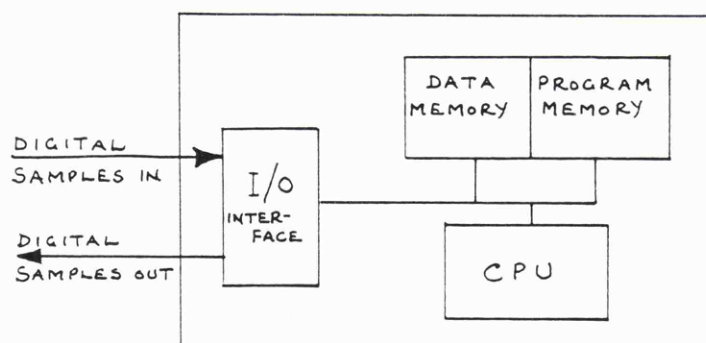 DATA
MEMORY
PROGRAM
MEMORY
DIGITAL
SAMPLES IN
I/O
INTER-
FACE
DIGITAL
SAMPLES OUT
CPU